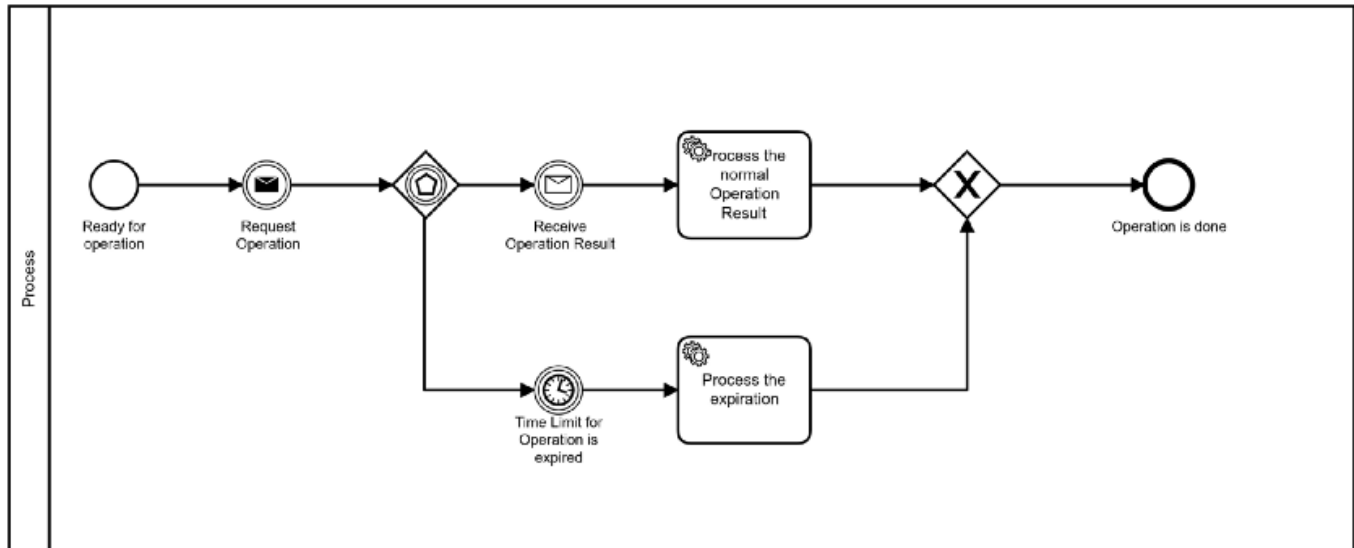 Process
Ready for
operation
Request
Operation
Receive
Operation Result
rocess the
normal
Operation
Result
Time Limit for
Operation is
expired
Process the
expiration
X
Operation is done